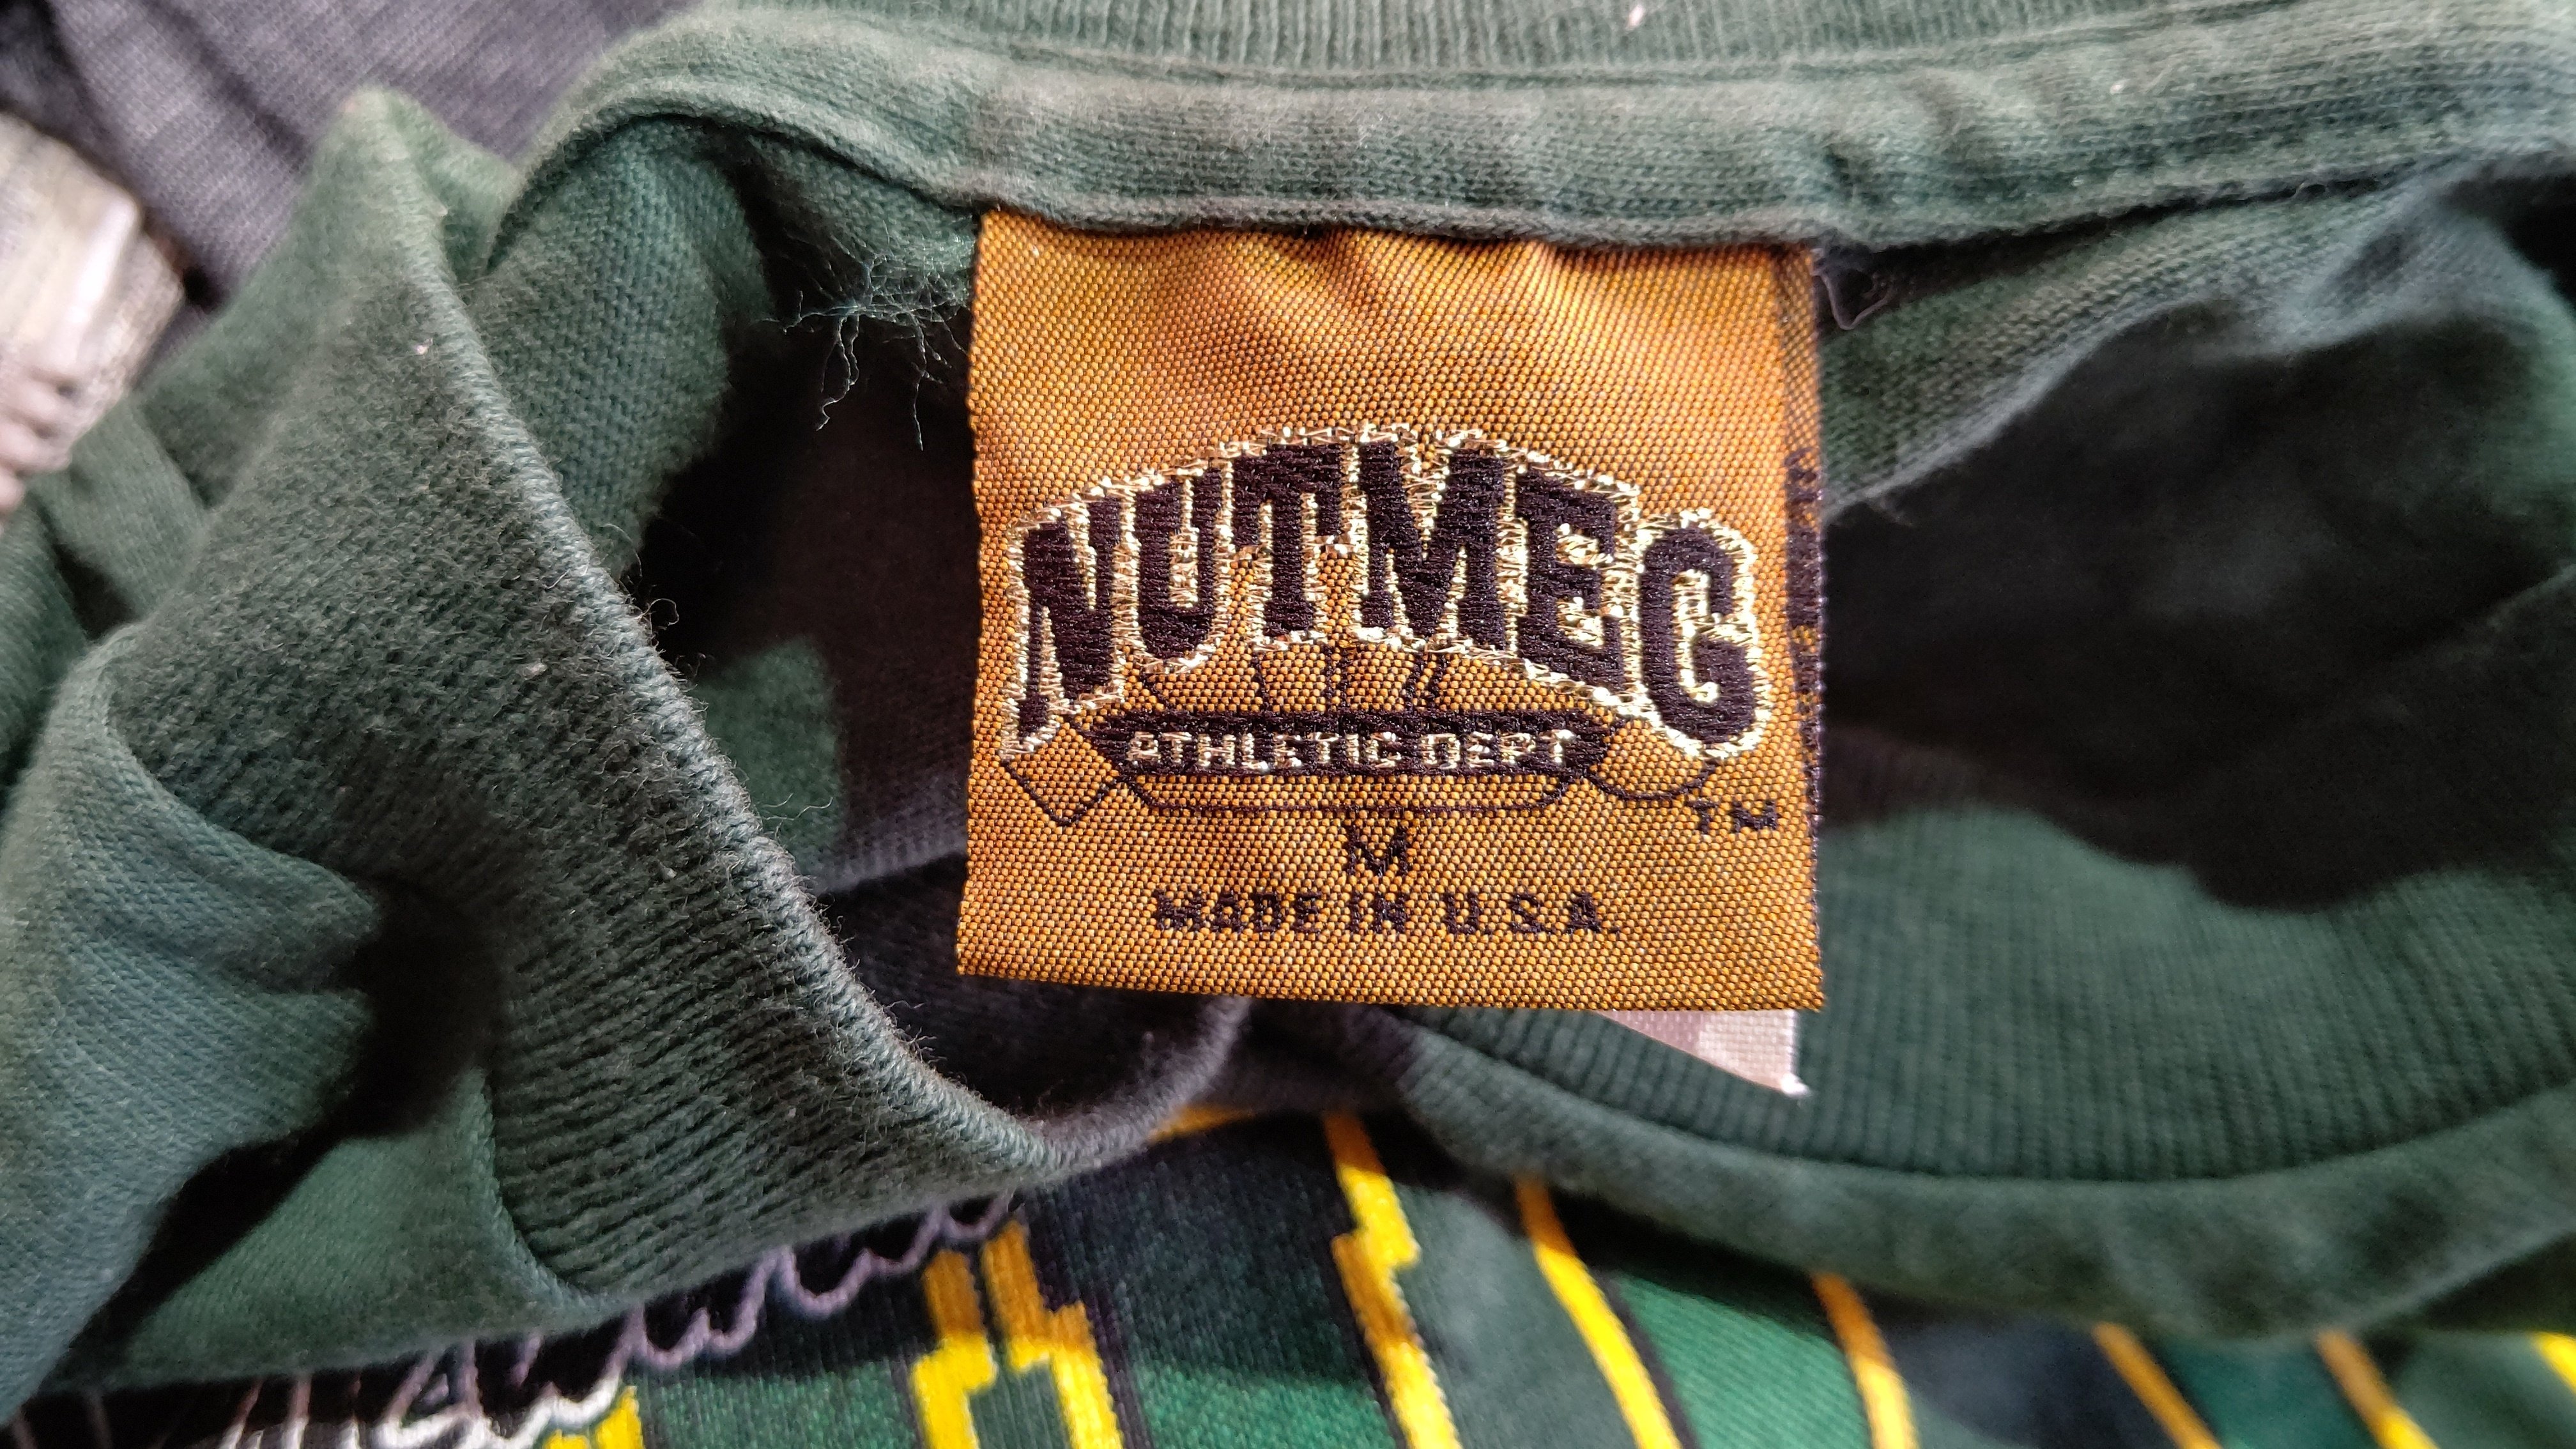 NUTMEG
ATHLETIC DEPT
TM
M
MADE IN U.S.A.